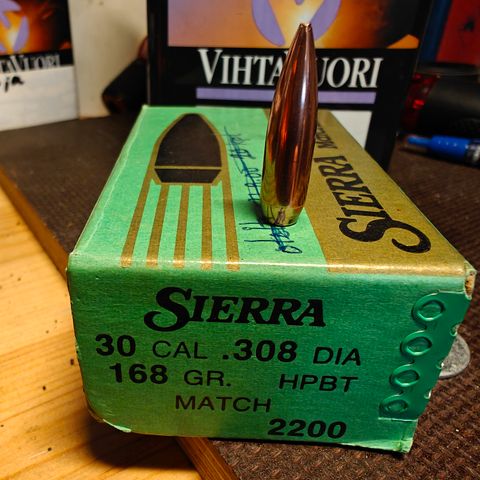 VIHTAVUORI
SIERRA
SIERRA
30 CAL .308 DIA
168 GR. HPBT
MATCH
2200